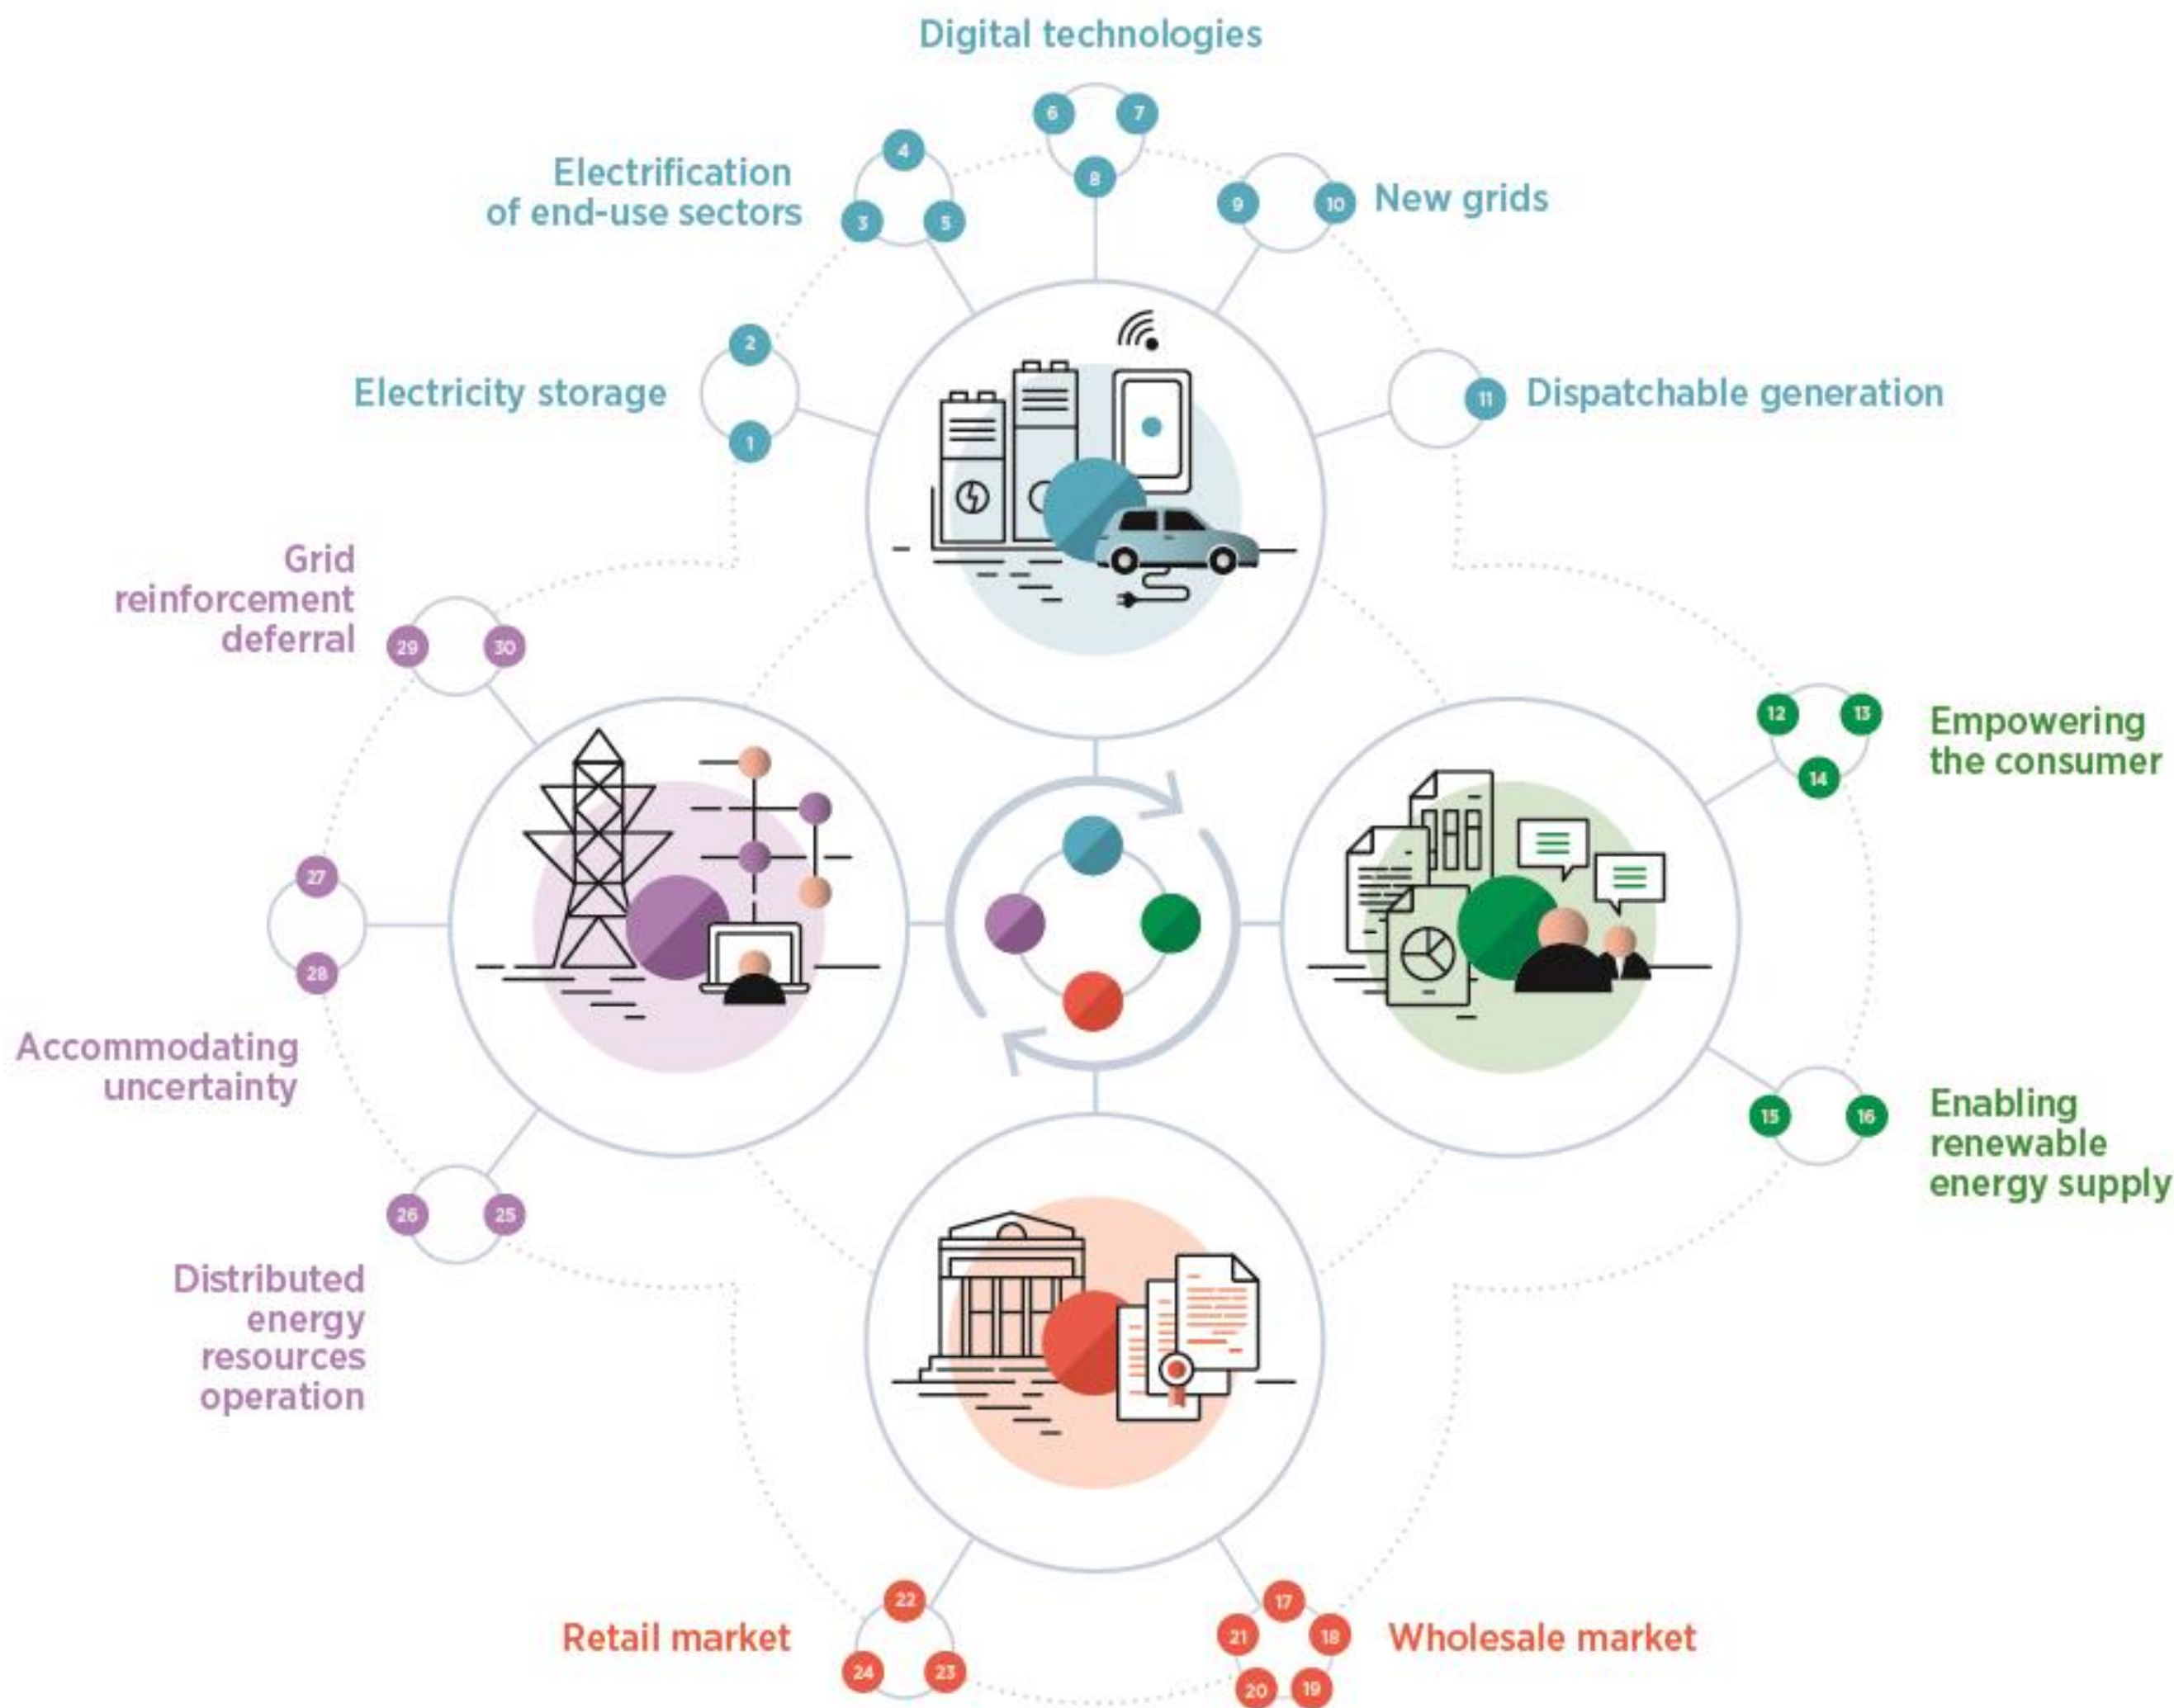 Digital technologies
6
7
8
Electrification
of end-use sectors
4
3
5
9
10
New grids
Electricity storage
2
1
11
Dispatchable generation
Grid
reinforcement
deferral
29
30
12
13
14
Empowering
the consumer
27
28
Accommodating
uncertainty
15
16
Enabling
renewable
energy supply
26
25
Distributed
energy
resources
operation
Retail market
22
24
23
17
21
18
20
19
Wholesale market